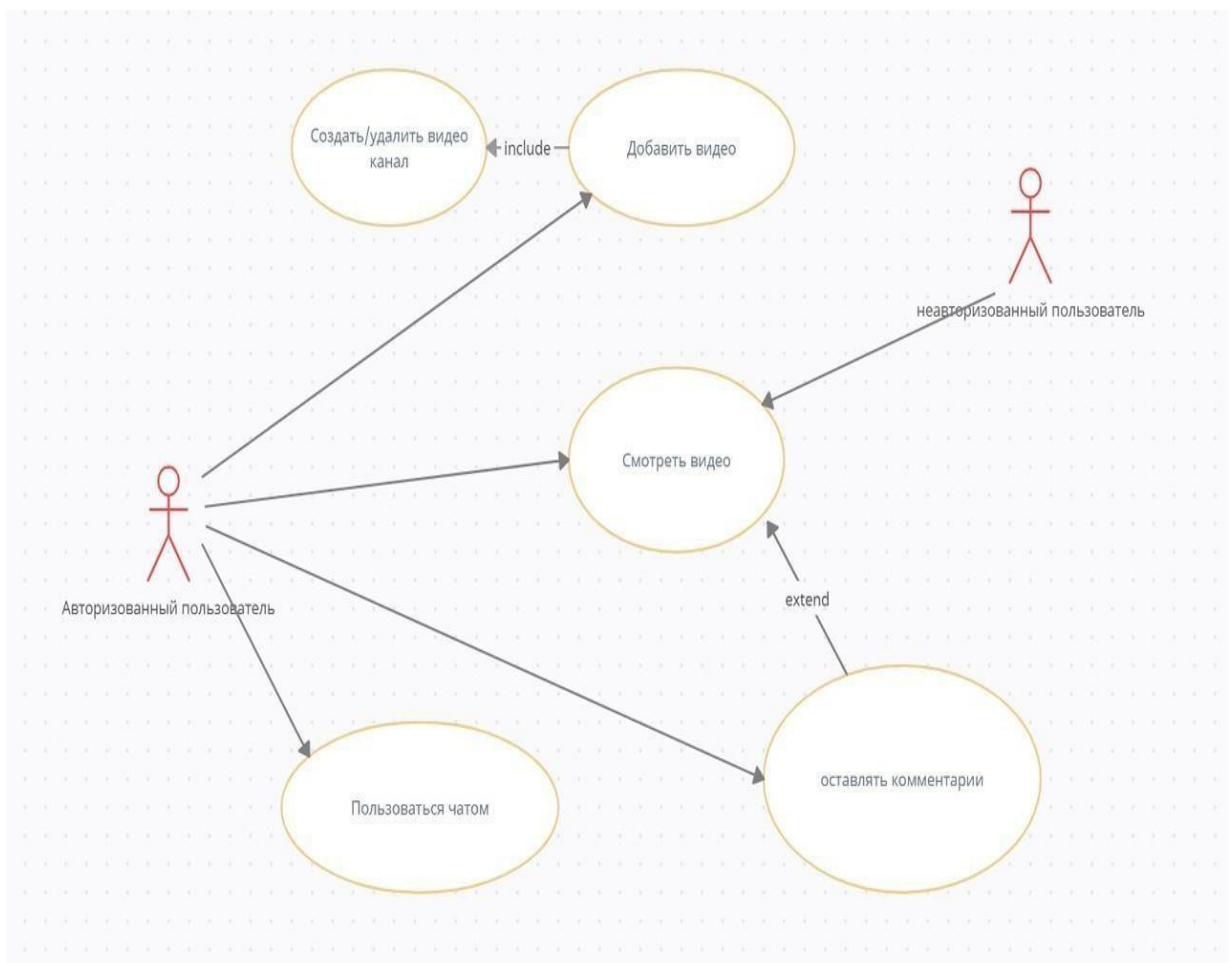 Создать/удалить видео
канал
include
Добавить видео
неавторизованный пользователь
Смотреть видео
Авторизованный пользователь
extend
оставлять комментарии
Пользоваться чатом